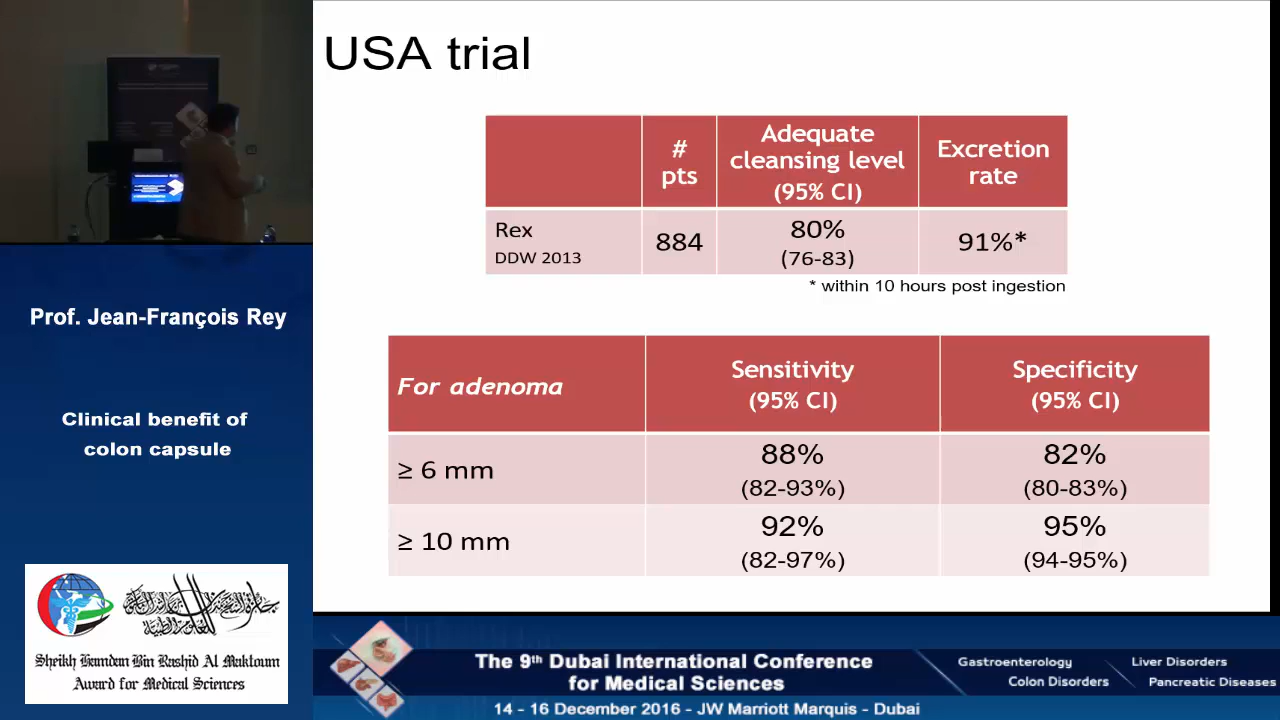 USA trial
# pts
Adequate cleansing level (95% CI)
Excretion rate
Rex
DDW 2013
884
80%
(76-83)
91%*
* within 10 hours post ingestion
For adenoma
Sensitivity
(95% CI)
Specificity
(95% CI)
≥ 6 mm
88%
(82-93%)
82%
(80-83%)
≥ 10 mm
92%
(82-97%)
95%
(94-95%)
Prof. Jean-François Rey
Clinical benefit of
colon capsule
Sheikh Hamdan Bin Rashid Al Maktoum
Award for Medical Sciences
The 9th Dubai International Conference
for Medical Sciences
14 - 16 December 2016 - JW Marriott Marquis - Dubai
Gastroenterology
Colon Disorders
Liver Disorders
Pancreatic Diseases